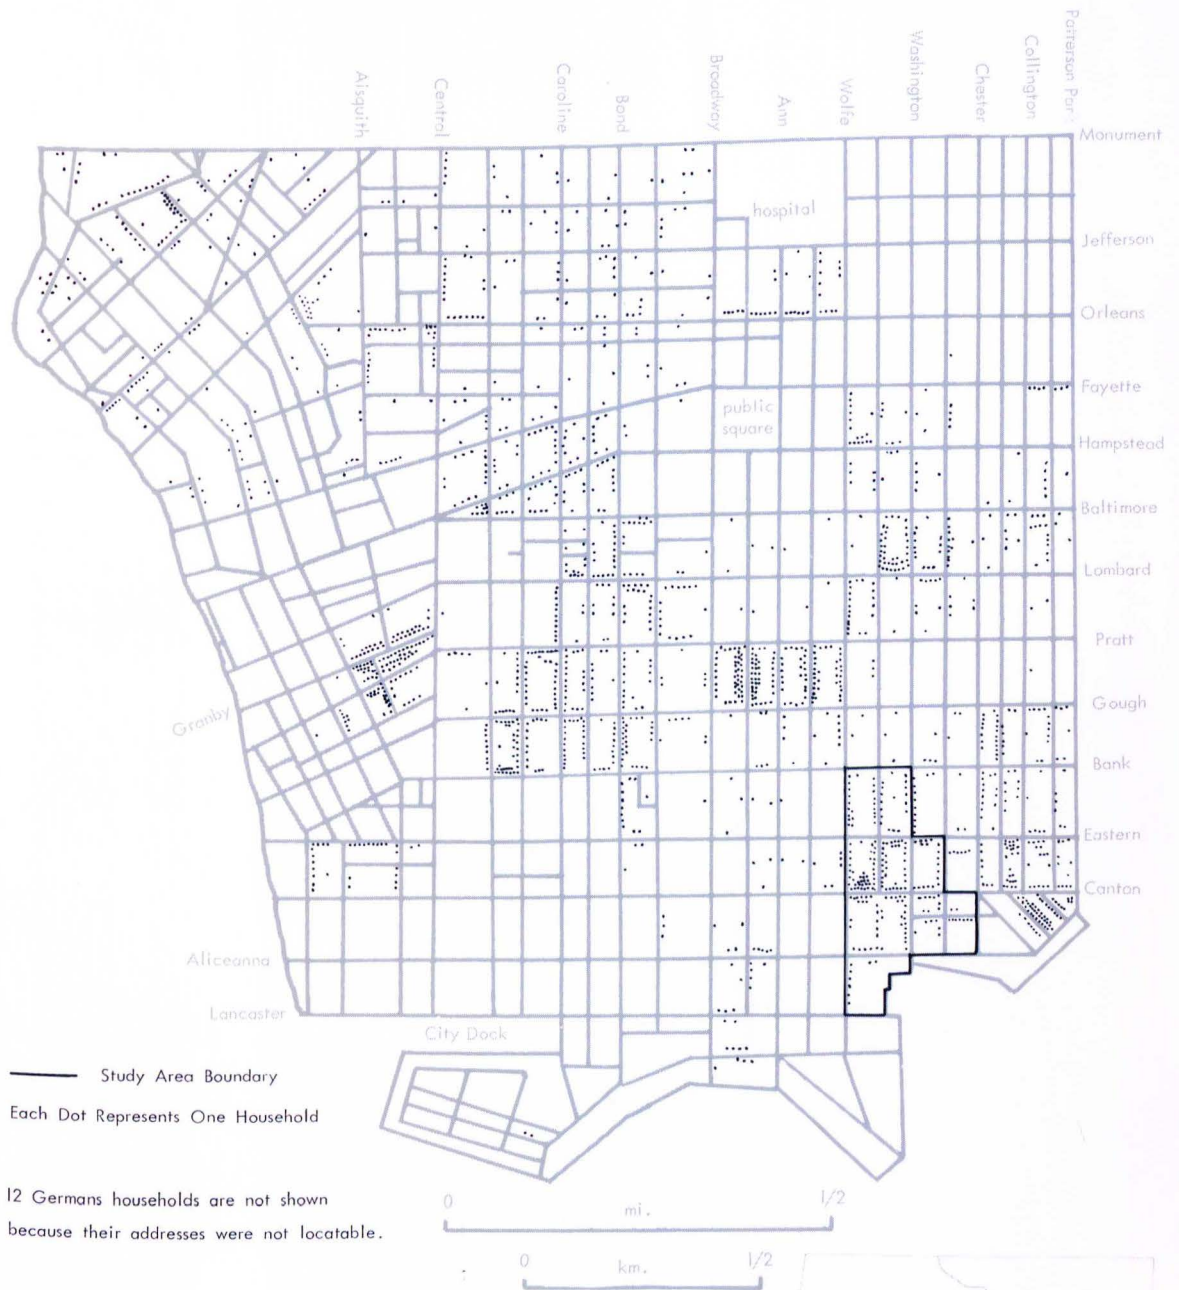 Aisquith
Central
Caroline
Bond
Broadway
Ann
Wolfe
Washington
Chester
Collington
Patterson Park
Monument
hospital
Jefferson
Orleans
Fayette
public
square
Hampstead
Baltimore
Lombard
Pratt
Gough
Granby
Bank
Eastern
Canton
Aliceanna
Lancaster
City Dock
Study Area Boundary
Each Dot Represents One Household
12 Germans households are not shown
because their addresses were not locatable.
0 1/2
mi.
0 1/2
km.